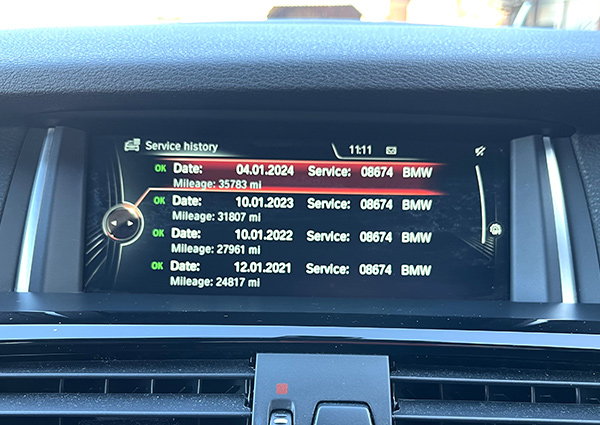 Service history 11:11
OK Date: 04.01.2024 Service: 08674 BMW
Mileage: 35783 mi
OK Date: 10.01.2023 Service: 08674 BMW
Mileage: 31807 mi
OK Date: 10.01.2022 Service: 08674 BMW
Mileage: 27961 mi
OK Date: 12.01.2021 Service: 08674 BMW
Mileage: 24817 mi